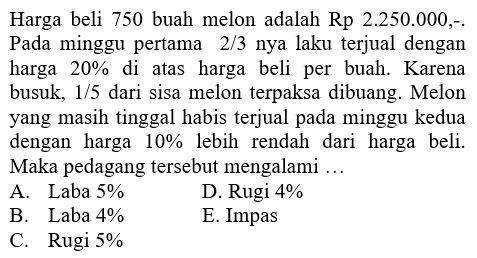 Harga beli 750 buah melon adalah Rp 2.250.000,-.
Pada minggu pertama 2/3 nya laku terjual dengan
harga 20% di atas harga beli per buah. Karena
busuk, 1/5 dari sisa melon terpaksa dibuang. Melon
yang masih tinggal habis terjual pada minggu kedua
dengan harga 10% lebih rendah dari harga beli.
Maka pedagang tersebut mengalami …
A. Laba 5% D. Rugi 4%
B. Laba 4% E. Impas
C. Rugi 5%